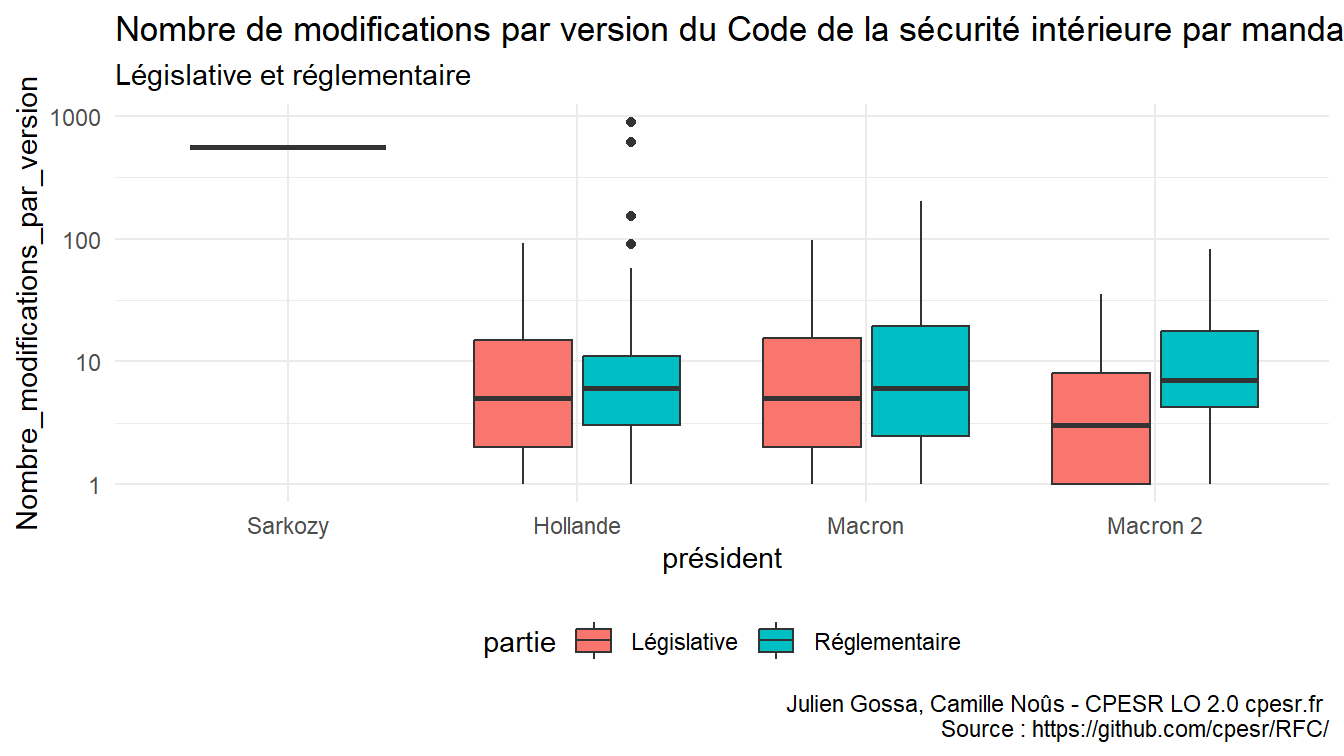 Nombre de modifications par version du Code de la sécurité intérieure par manda
Législative et réglementaire
Nombre_modifications_par_version
1000
100
10
1
Sarkozy
Hollande
Macron
Macron 2
président
partie
Législative
Réglementaire
Julien Gossa, Camille Noûs - CPESR LO 2.0 cpesr.fr
Source : https://github.com/cpesr/RFC/